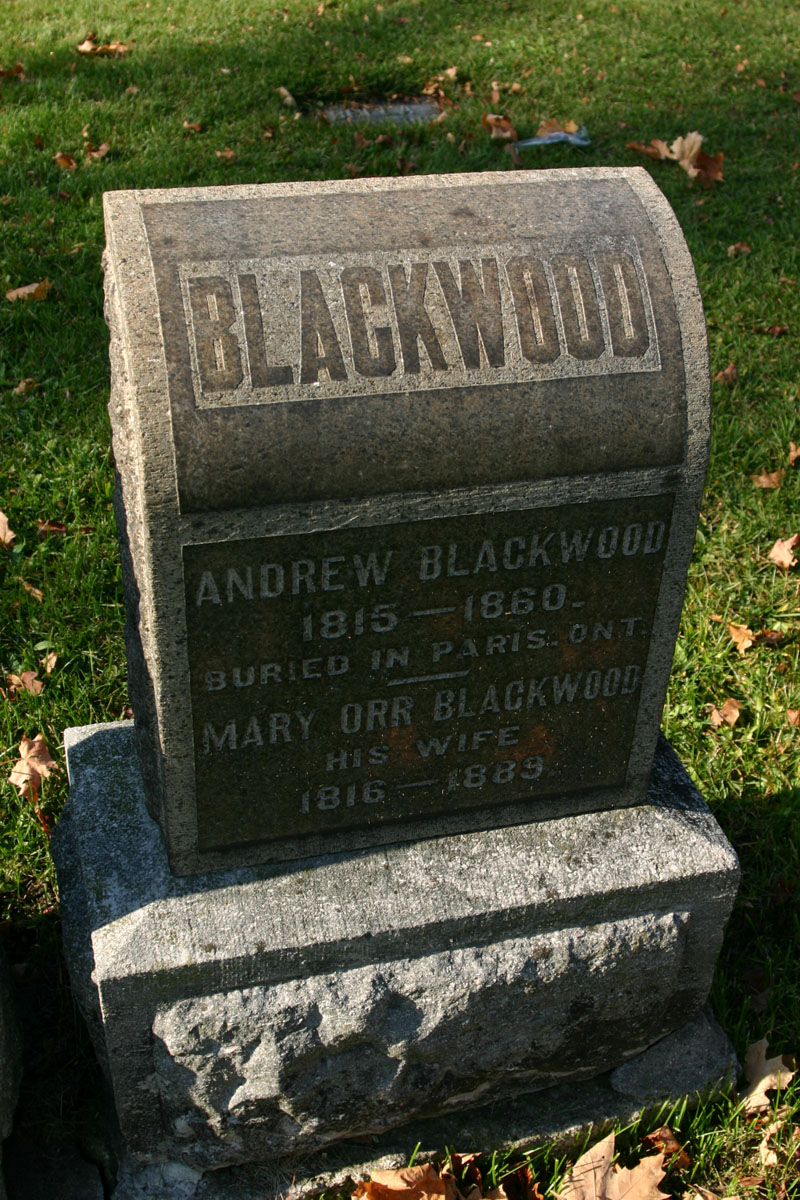 BLACKWOOD
ANDREW BLACKWOOD
1815—1860.
BURIED IN PARIS. ONT.
MARY ORR BLACKWOOD
HIS WIFE
1816—1889.